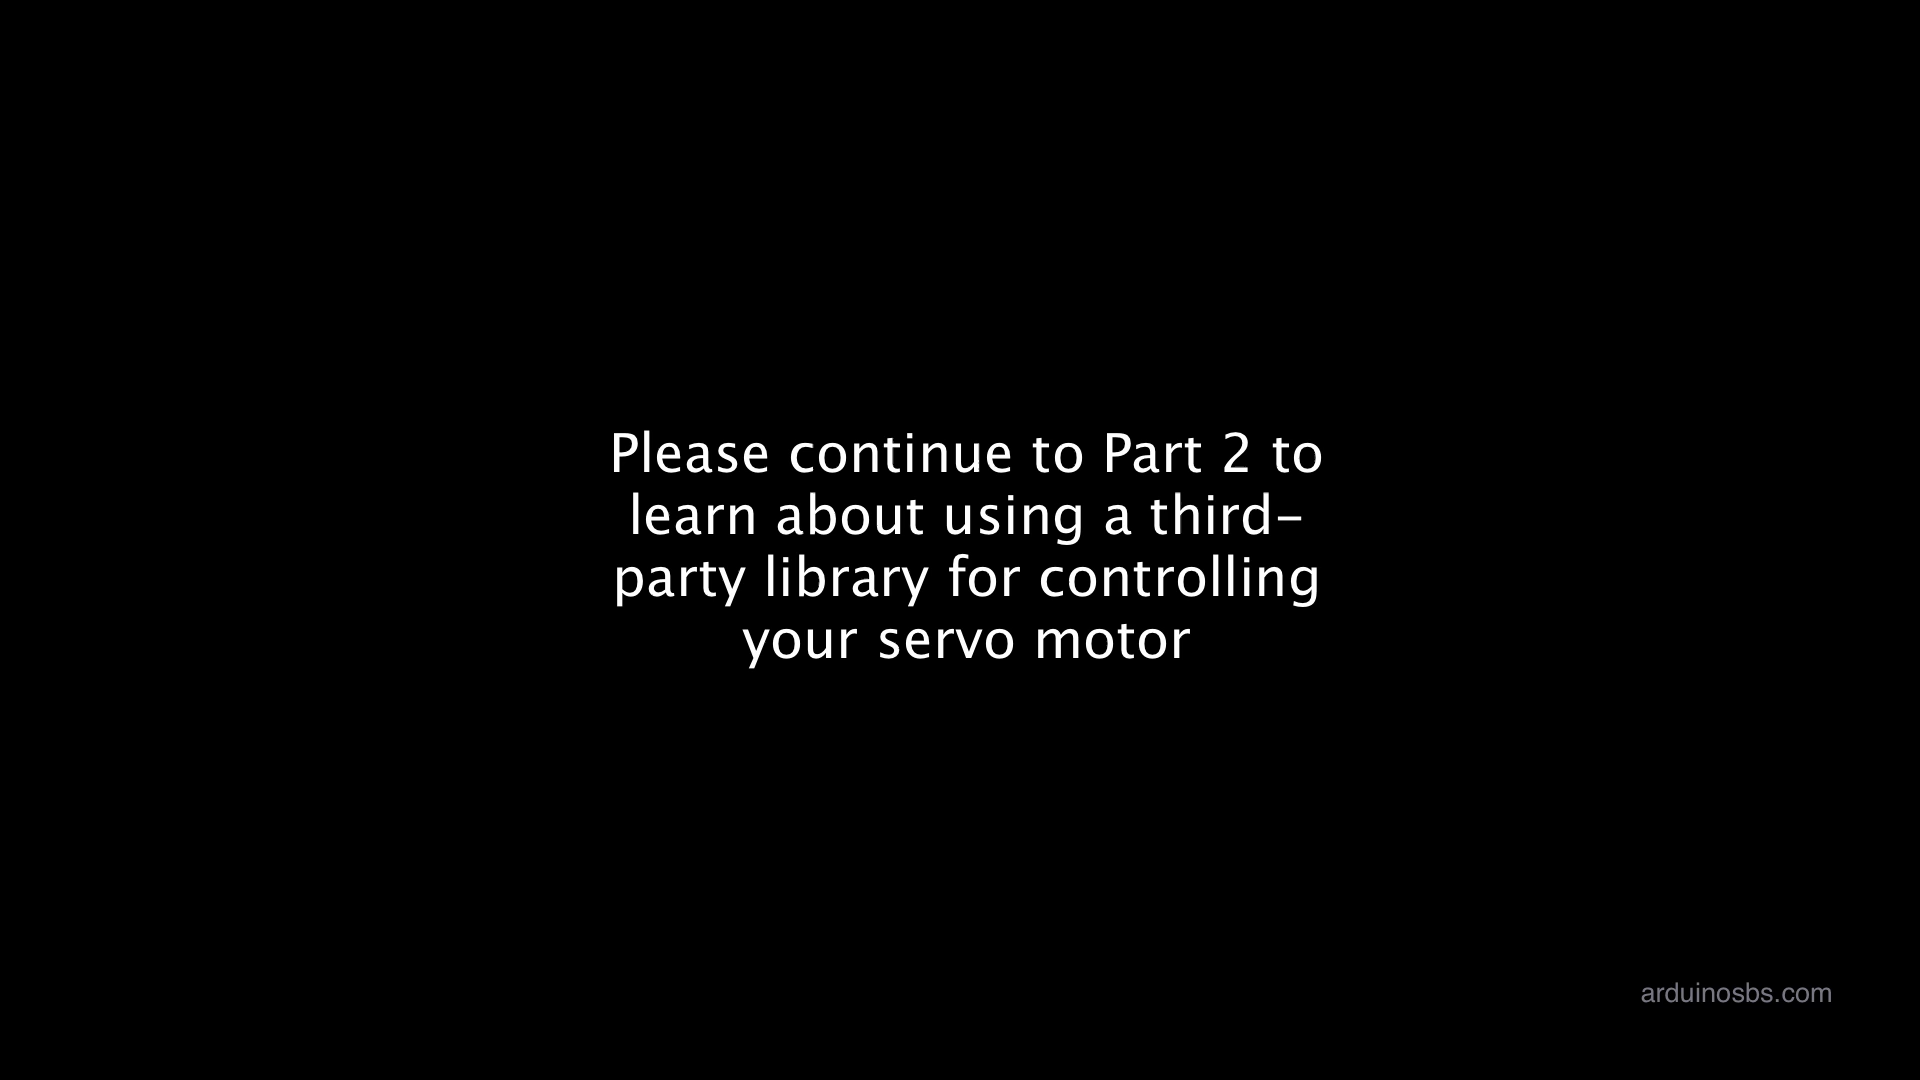 Please continue to Part 2 to
learn about using a third-
party library for controlling
your servo motor
arduinosbs.com